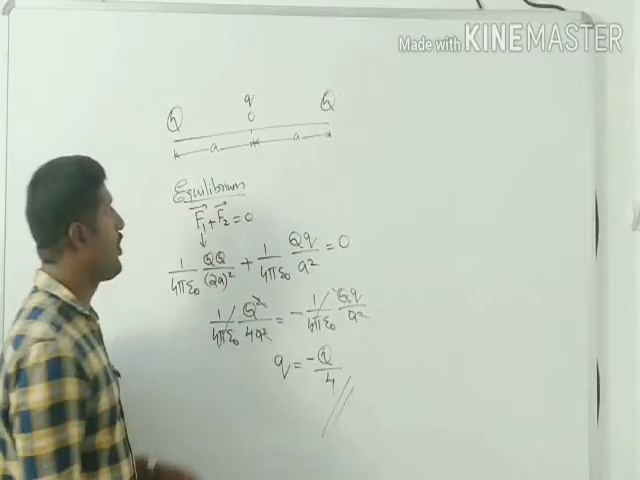 Made with KINEMASTER
q
Q 0 Q
a a
Equilibrium
F₁ + F₂ = 0
1/4πε₀ QQ/(2a)² + 1/4πε₀ Qq/a² = 0
1/4πε₀ Q²/4a² = - 1/4πε₀ Qq/a²
q = -Q/4